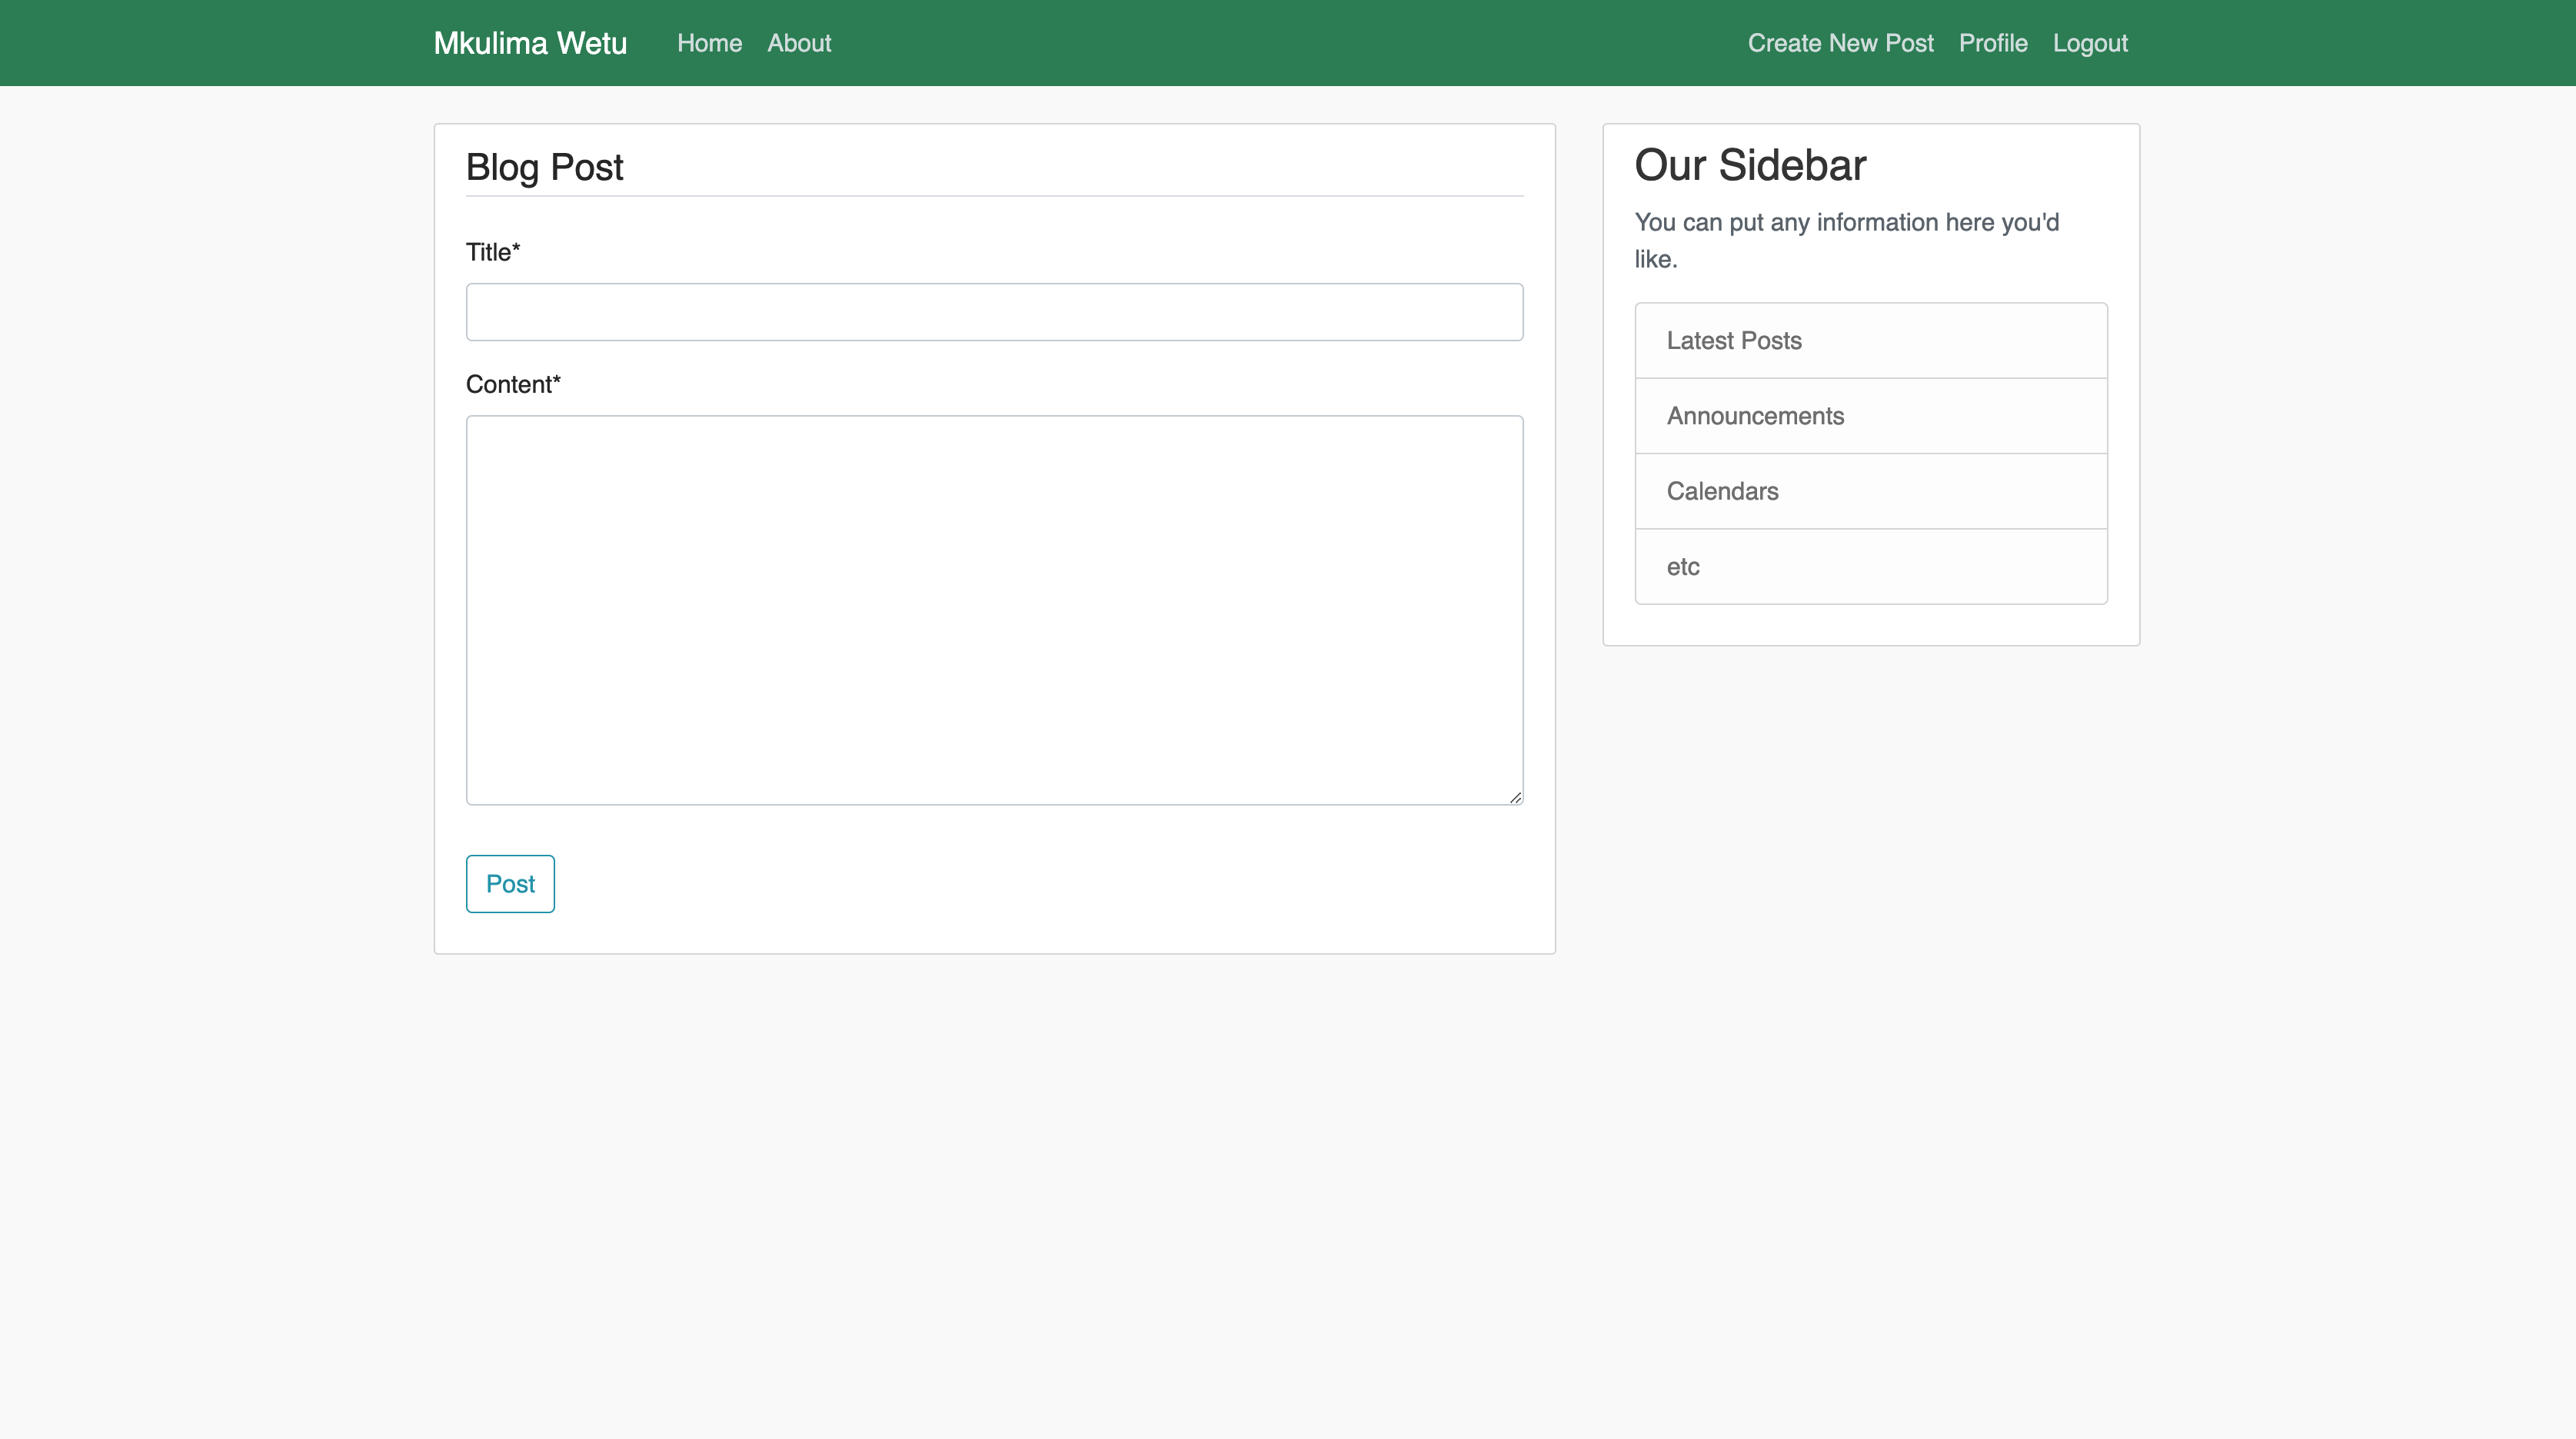 Mkulima Wetu Home About Create New Post Profile Logout
Blog Post
Title*
Content*
Post
Our Sidebar
You can put any information here you'd
like.
Latest Posts
Announcements
Calendars
etc